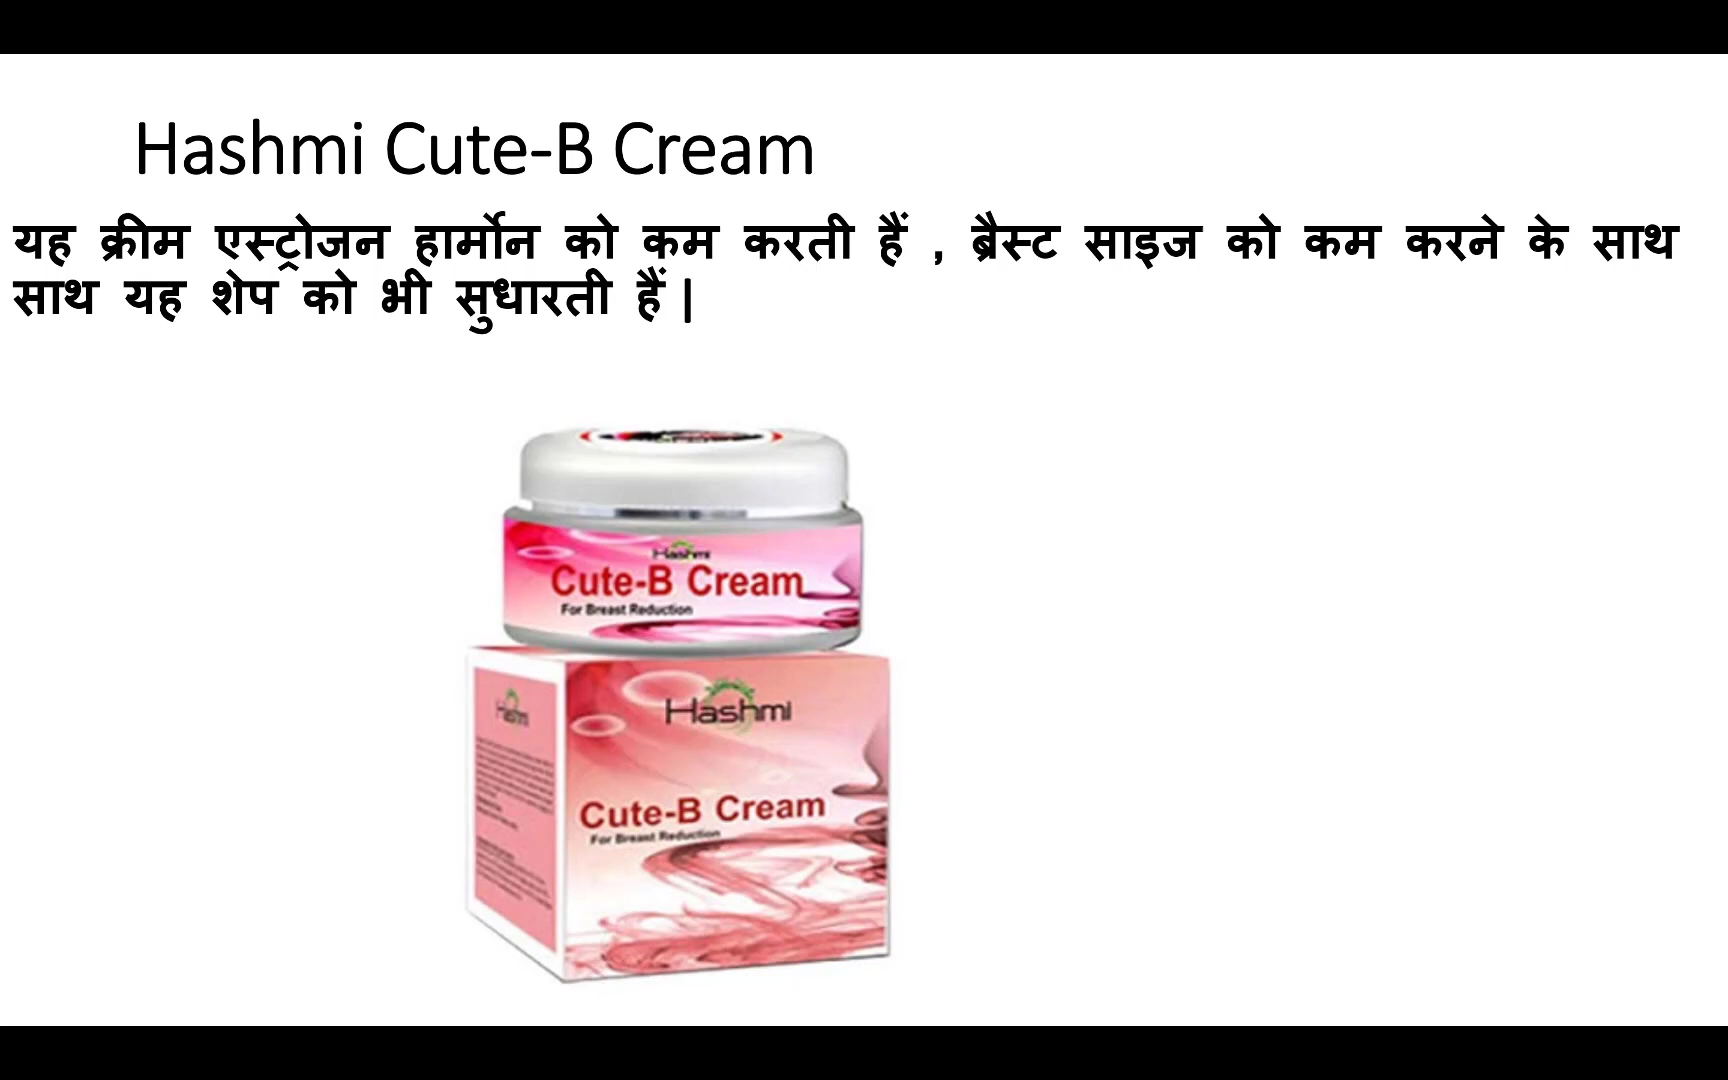 Hashmi Cute-B Cream
यह क्रीम एस्ट्रोजन हार्मोन को कम करती हैं , ब्रैस्ट साइज को कम करने के साथ
साथ यह शेप को भी सुधारती हैं |
Hashmi
Cute-B Cream
For Breast Reduction
Hashmi
Hashmi
Cute-B Cream
For Breast Reduction